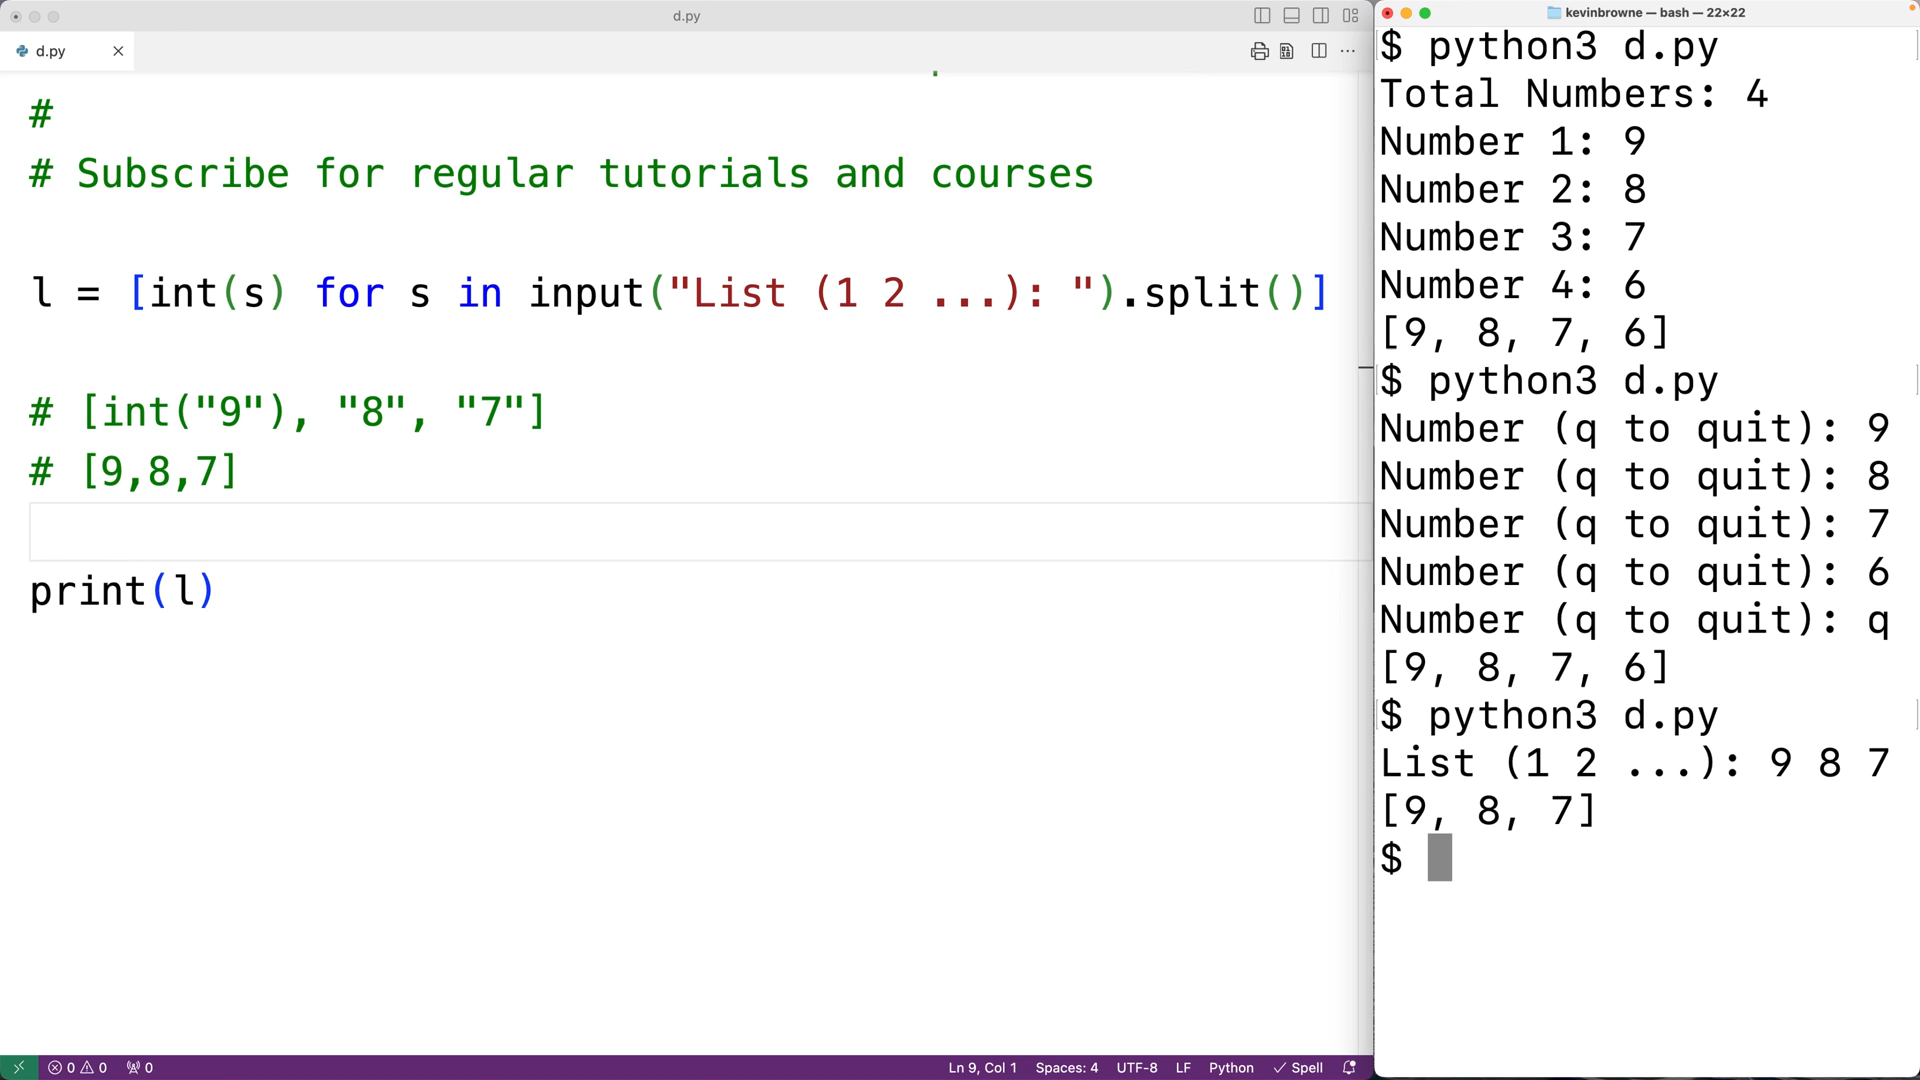 d.py
d.py
#
# Subscribe for regular tutorials and courses
l = [int(s) for s in input("List (1 2 ...): ").split()]
# [int("9"), "8", "7"]
# [9,8,7]
print(l)
0 0 0
Ln 9, Col 1 Spaces: 4 UTF-8 LF Python Spell
kevinbrowne — bash — 22×22
$ python3 d.py
Total Numbers: 4
Number 1: 9
Number 2: 8
Number 3: 7
Number 4: 6
[9, 8, 7, 6]
$ python3 d.py
Number (q to quit): 9
Number (q to quit): 8
Number (q to quit): 7
Number (q to quit): 6
Number (q to quit): q
[9, 8, 7, 6]
$ python3 d.py
List (1 2 ...): 9 8 7
[9, 8, 7]
$